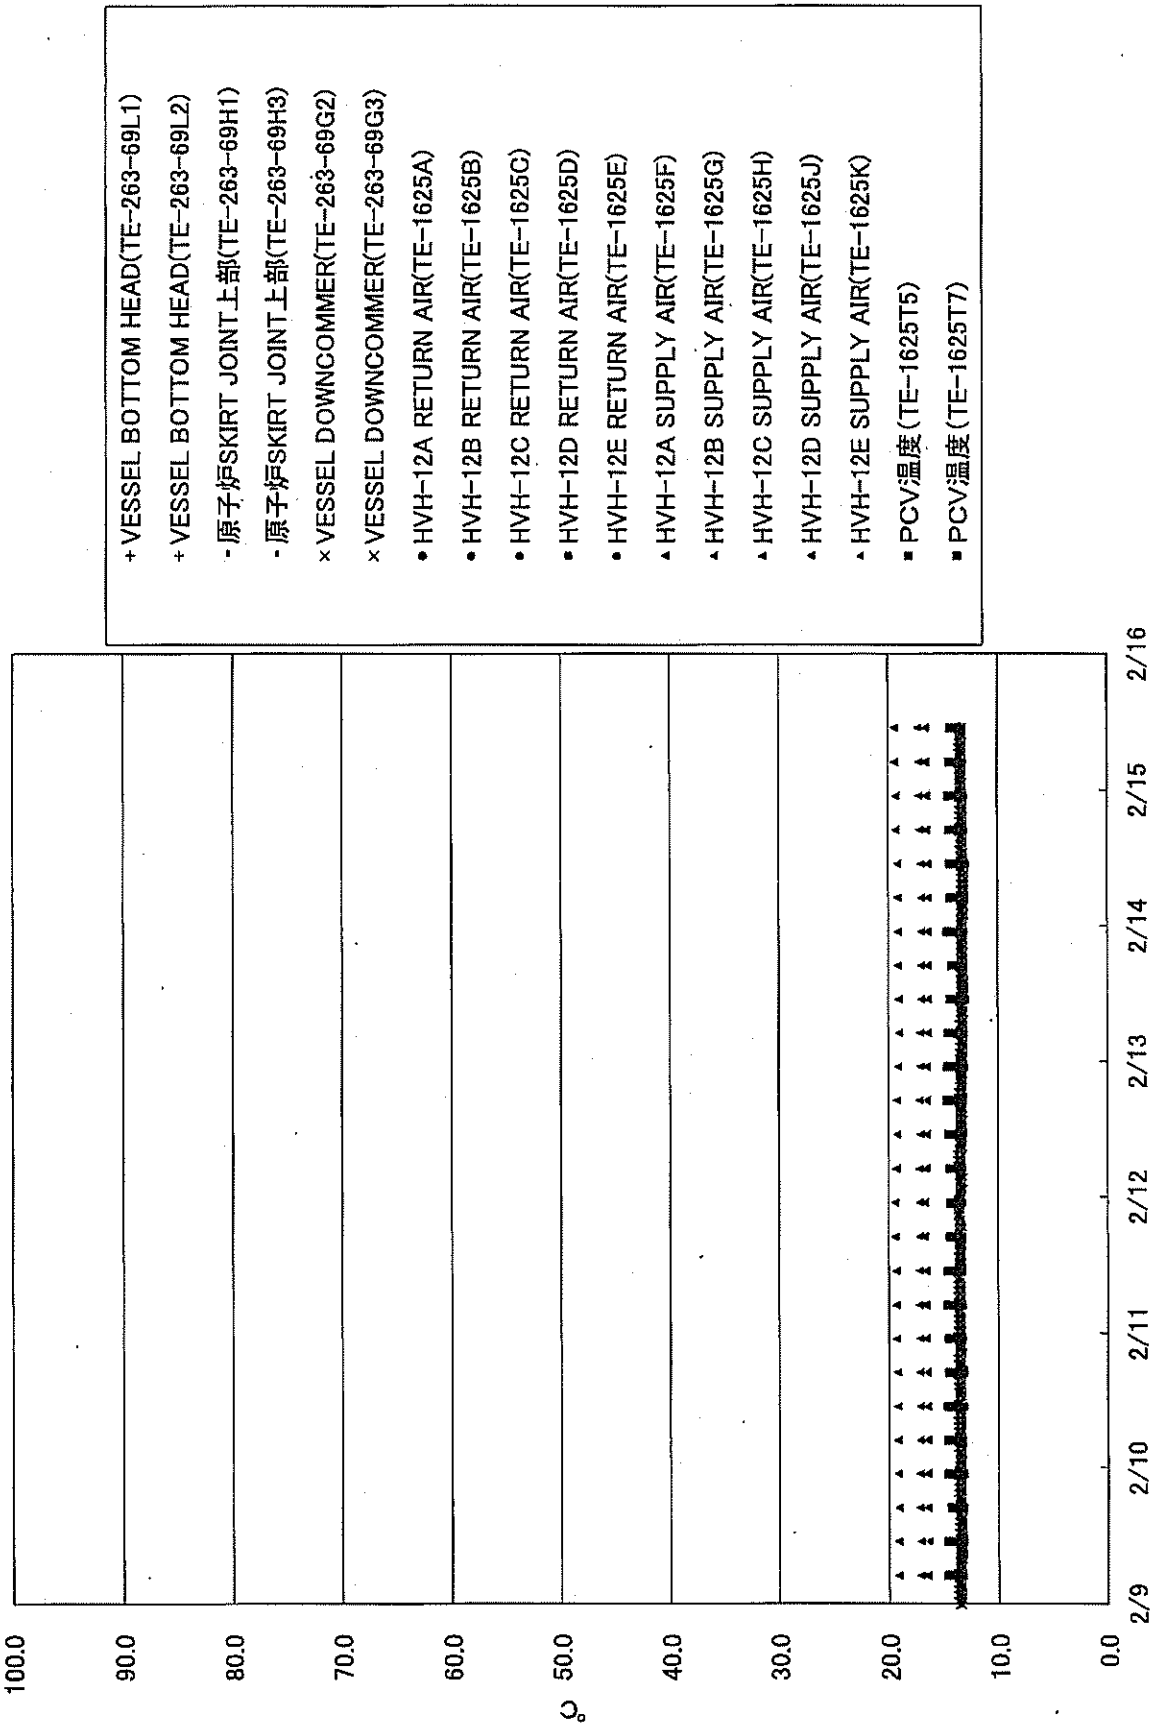 100.0
90.0
80.0
70.0
60.0
50.0
40.0
30.0
20.0
10.0
0.0
℃
2/9
2/10
2/11
2/12
2/13
2/14
2/15
2/16
+ VESSEL BOTTOM HEAD(TE-263-69L1)
+ VESSEL BOTTOM HEAD(TE-263-69L2)
- 原子炉SKIRT JOINT上部(TE-263-69H1)
- 原子炉SKIRT JOINT上部(TE-263-69H3)
× VESSEL DOWNCOMMER(TE-263-69G2)
× VESSEL DOWNCOMMER(TE-263-69G3)
● HVH-12A RETURN AIR(TE-1625A)
● HVH-12B RETURN AIR(TE-1625B)
● HVH-12C RETURN AIR(TE-1625C)
● HVH-12D RETURN AIR(TE-1625D)
● HVH-12E RETURN AIR(TE-1625E)
▲ HVH-12A SUPPLY AIR(TE-1625F)
▲ HVH-12B SUPPLY AIR(TE-1625G)
▲ HVH-12C SUPPLY AIR(TE-1625H)
▲ HVH-12D SUPPLY AIR(TE-1625J)
▲ HVH-12E SUPPLY AIR(TE-1625K)
■ PCV温度(TE-1625T5)
■ PCV温度(TE-1625T7)